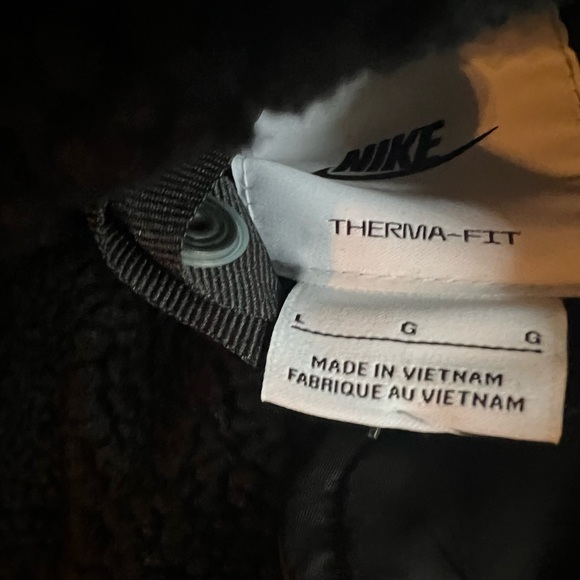 NIKE
THERMA-FIT
L G G
MADE IN VIETNAM
FABRIQUE AU VIETNAM